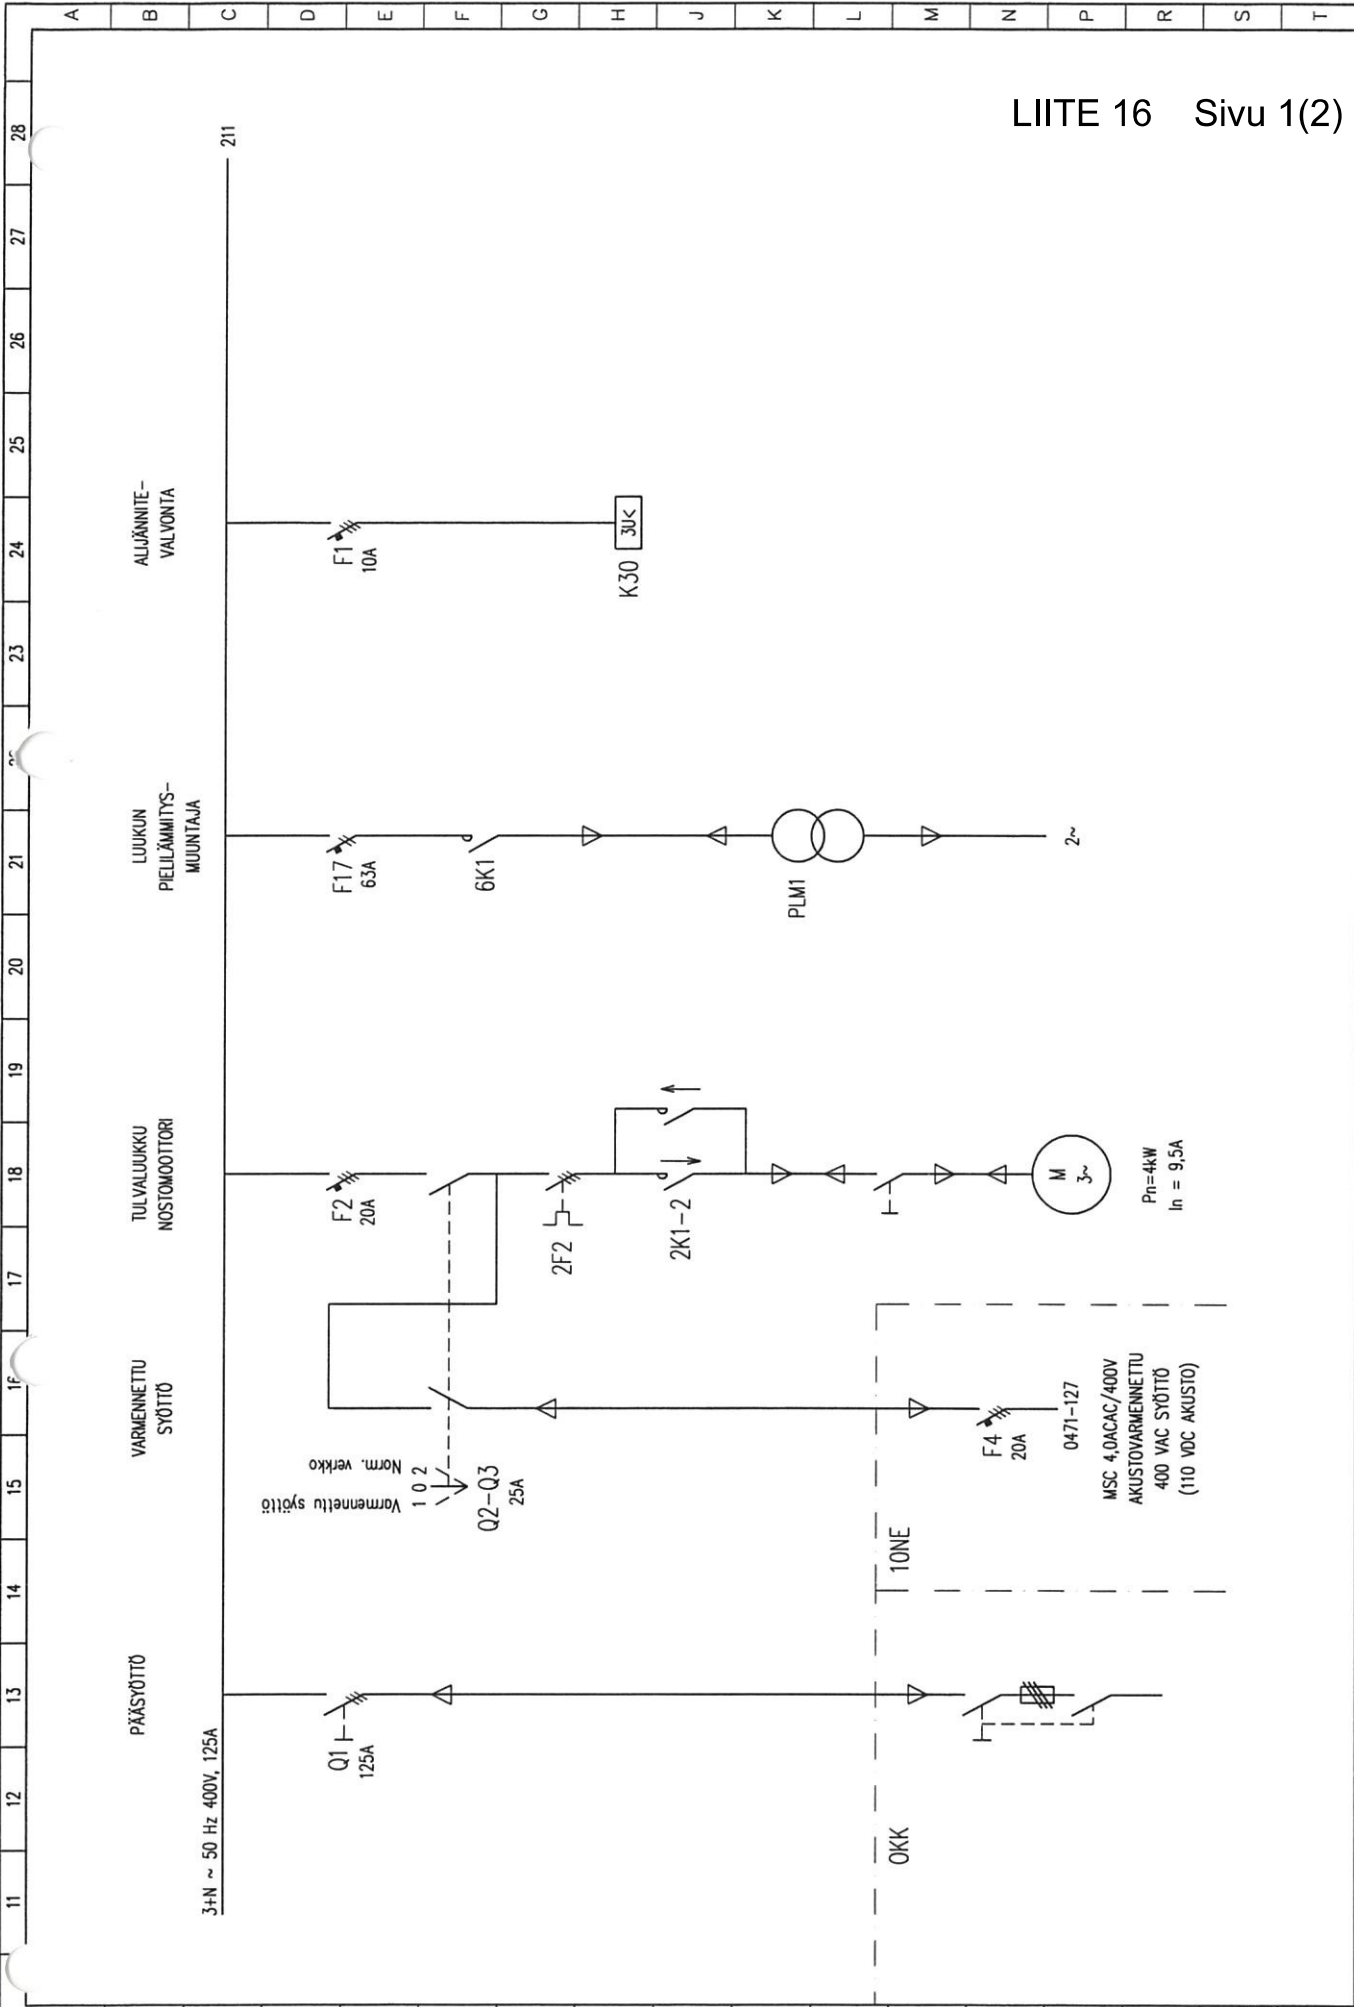 LIITE 16 Sivu 1(2)
A
B
C
D
E
F
G
H
J
K
L
M
N
P
R
S
T
11
12
13
14
15
17
18
19
20
21
23
24
25
26
27
28
PÄÄSYÖTTÖ
VARMENNETTU
SYÖTTÖ
TULVALUUKKU
NOSTOMOOTTORI
LUUKUN
PIELILÄMMITYS-
MUUNTAJA
ALIJÄNNITE-
VALVONTA
3+N ~ 50 Hz 400V, 125A
211
Q1
125A
Varmennettu syöttö
Norm. verkko
1 0 2
Q2-Q3
25A
F2
20A
2F2
2K1-2
M
3~
Pn=4kW
In = 9,5A
F17
63A
6K1
PLM1
2~
F1
10A
K30
3U<
OKK
10NE
F4
20A
0471-127
MSC 4,0ACAC/400V
AKUSTOVARMENNETTU
400 VAC SYÖTTÖ
(110 VDC AKUSTO)